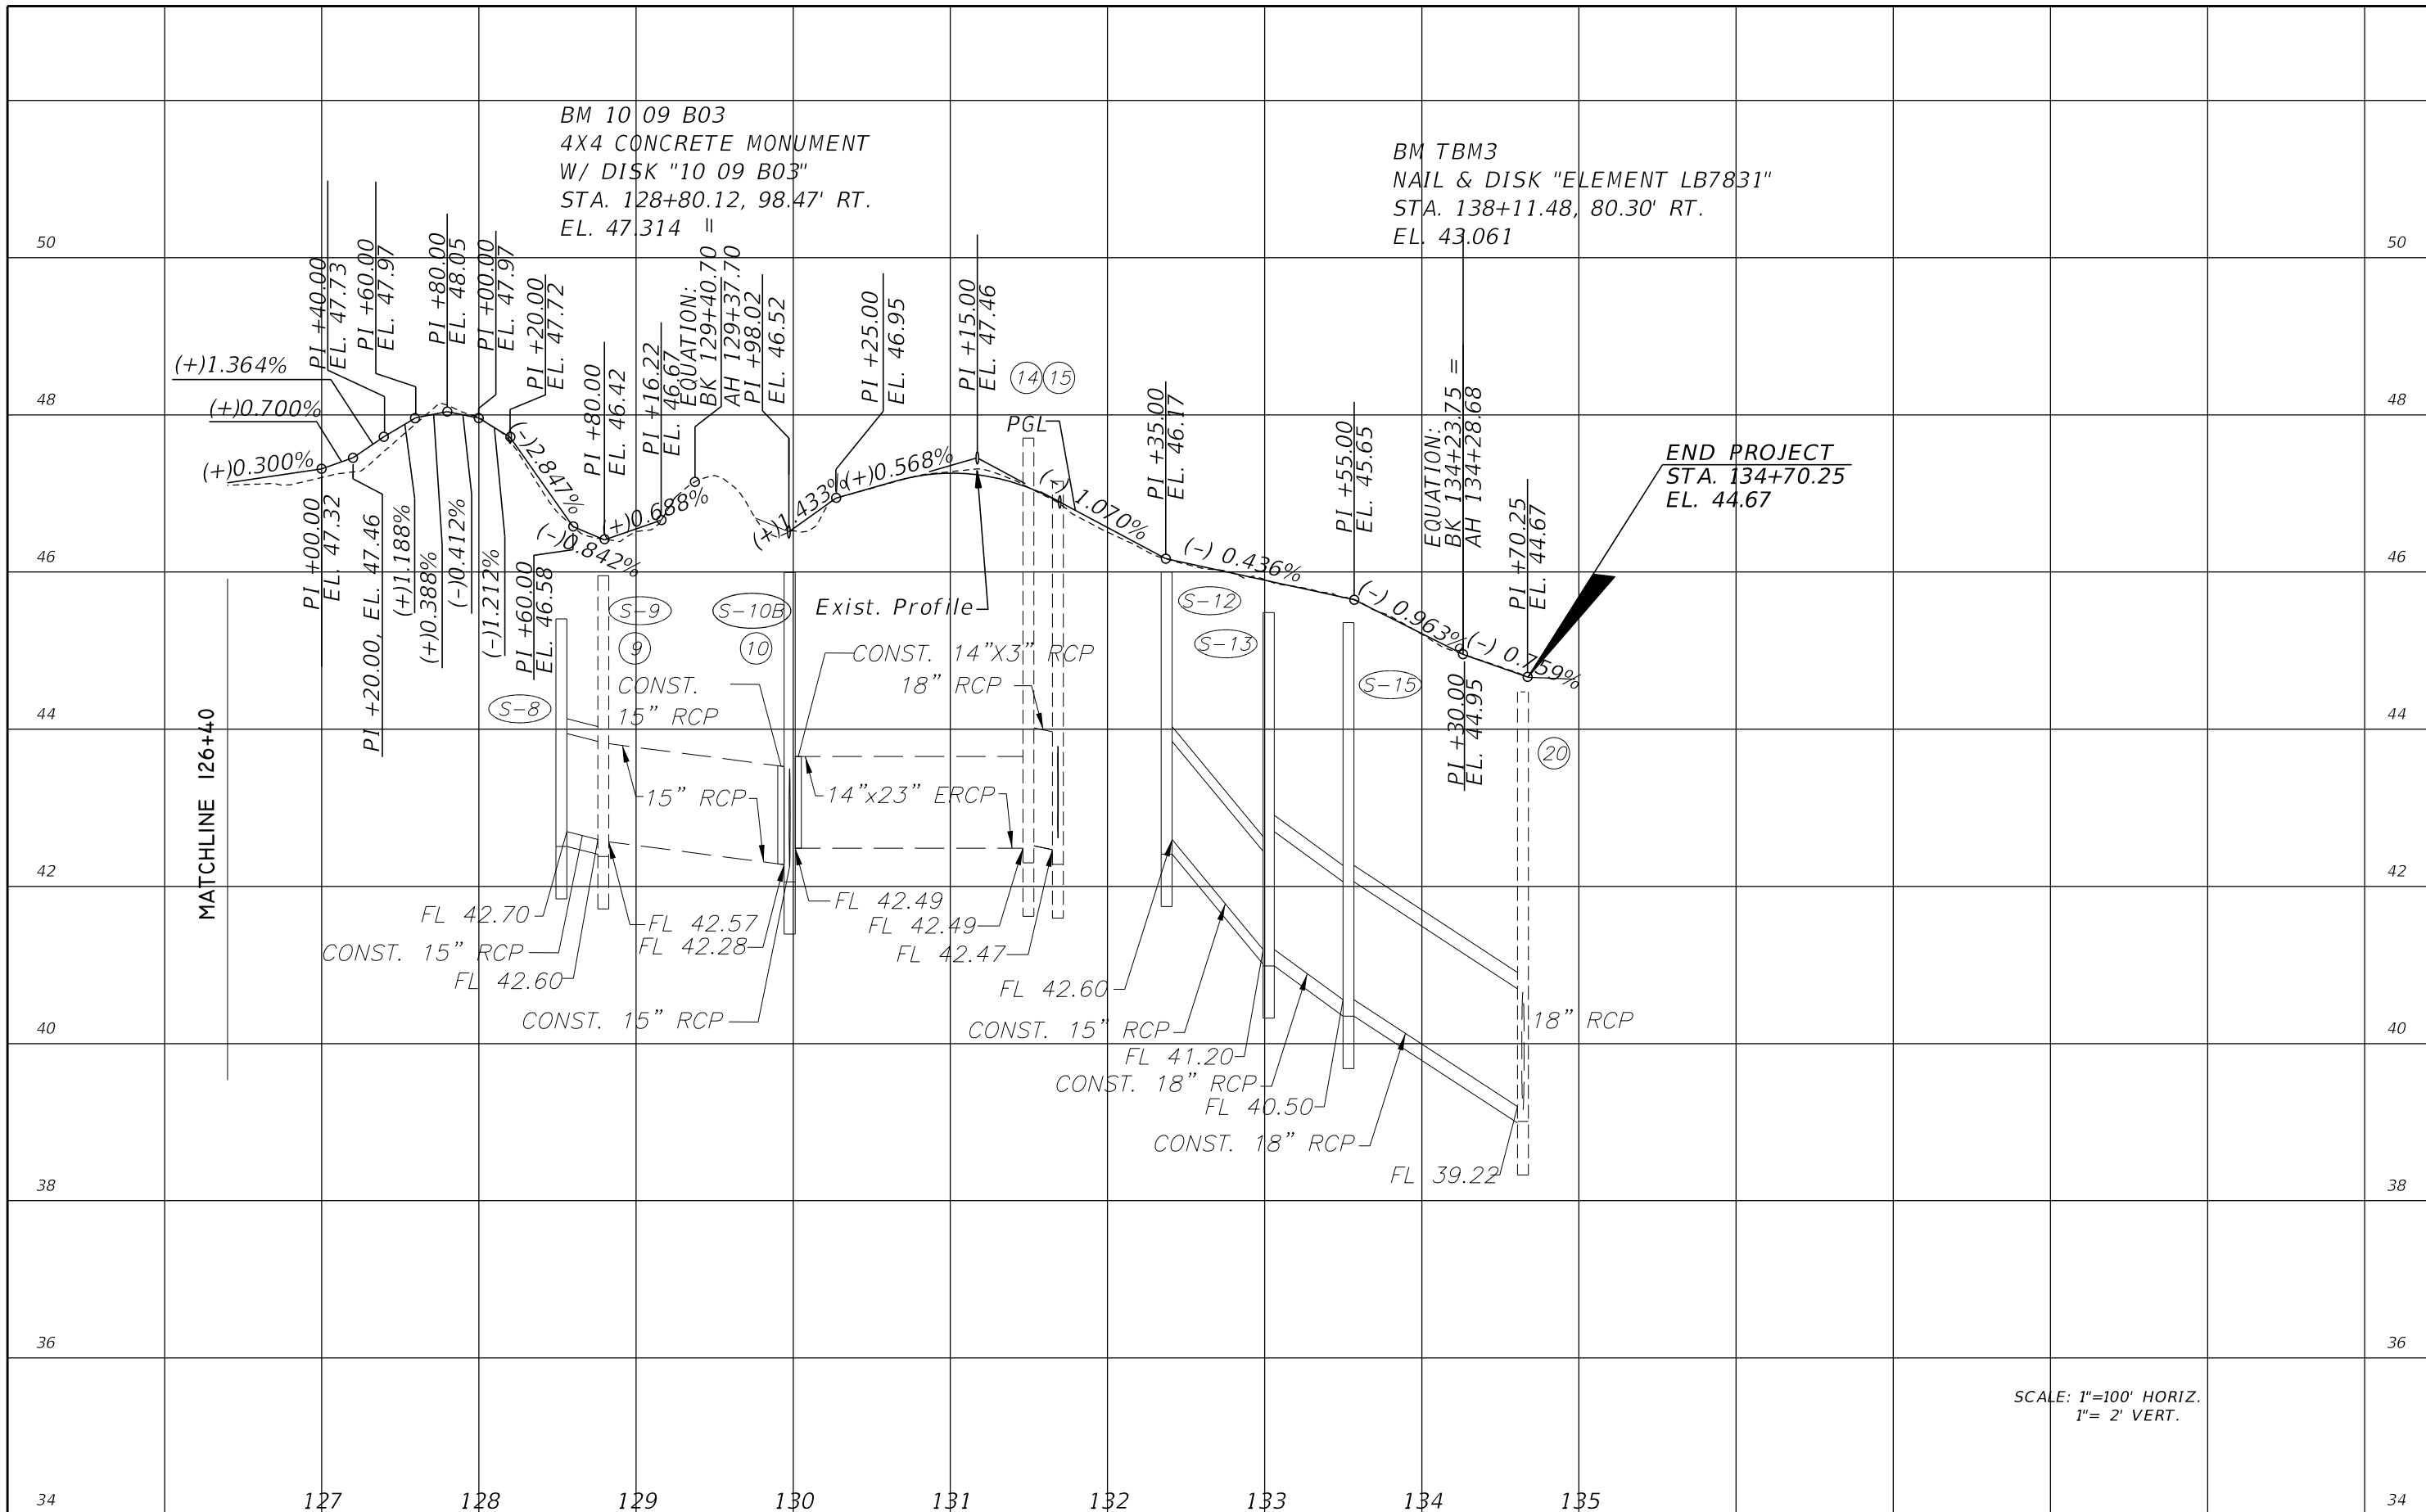 BM 10 09 B03
4X4 CONCRETE MONUMENT
W/ DISK "10 09 B03"
STA. 128+80.12, 98.47' RT.
EL. 47.314
BM TBM3
NAIL & DISK "ELEMENT LB7831"
STA. 138+11.48, 80.30' RT.
EL. 43.061
50
50
48
48
46
46
44
44
42
42
40
40
38
38
36
36
34
34
PI +40.00
EL. 47.73
PI +60.00
EL. 47.97
PI +80.00
EL. 48.05
PI +00.00
EL. 47.97
PI +20.00
EL. 47.72
PI +80.00
EL. 46.42
PI +16.22
EL. 46.67
EQUATION:
BK 129+40.70 =
AH 129+37.70
PI +98.02
EL. 46.52
PI +25.00
EL. 46.95
PI +15.00
EL. 47.46
14
15
PGL
PI +35.00
EL. 46.17
PI +55.00
EL. 45.65
EQUATION:
BK 134+23.75 =
AH 134+28.68
PI +70.25
EL. 44.67
END PROJECT
STA. 134+70.25
EL. 44.67
(+)1.364%
(+)0.700%
(+)0.300%
(-)2.847%
(-)0.842%
(+)0.688%
(+)1.433%
(+)0.568%
(-) 1.070%
(-) 0.436%
(-) 0.963%
(-) 0.759%
PI +00.00
EL. 47.32
PI +20.00, EL. 47.46
(+)1.188%
(+)0.388%
(-)0.412%
(-)1.212%
PI +60.00
EL. 46.58
PI +30.00
EL. 44.95
Exist. Profile
S-8
S-9
9
S-10B
10
S-12
S-13
S-15
20
MATCHLINE 126+40
CONST.
15" RCP
CONST. 14"X3" RCP
18" RCP
15" RCP
14"x23" ERCP
FL 42.70
CONST. 15" RCP
FL 42.60
FL 42.57
FL 42.28
CONST. 15" RCP
FL 42.49
FL 42.49
FL 42.47
FL 42.60
CONST. 15" RCP
FL 41.20
CONST. 18" RCP
FL 40.50
CONST. 18" RCP
FL 39.22
18" RCP
SCALE: 1"=100' HORIZ.
1"= 2' VERT.
127
128
129
130
131
132
133
134
135